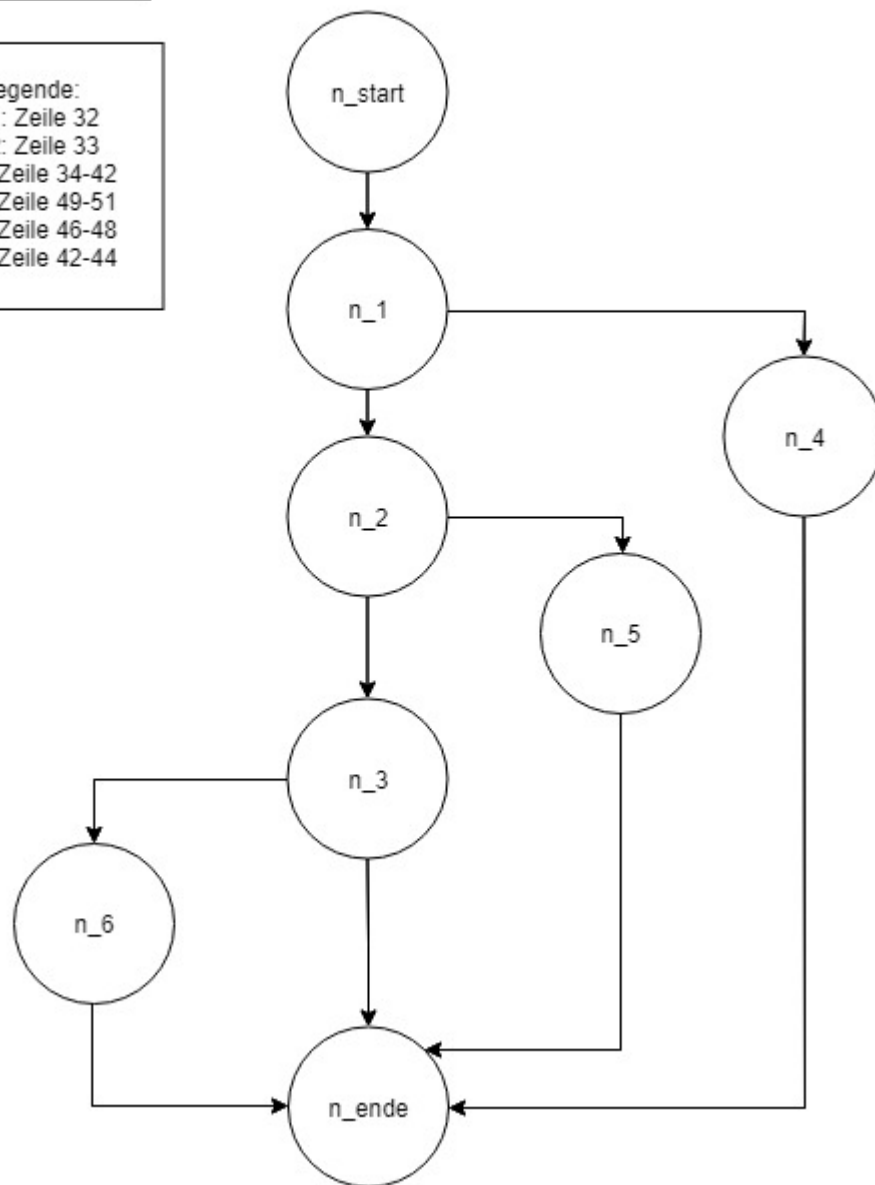 n_start
egende:
: Zeile 32
: Zeile 33
Zeile 34-42
Zeile 49-51
Zeile 46-48
Zeile 42-44
n_1
n_4
n_2
n_5
n_3
n_6
n_ende